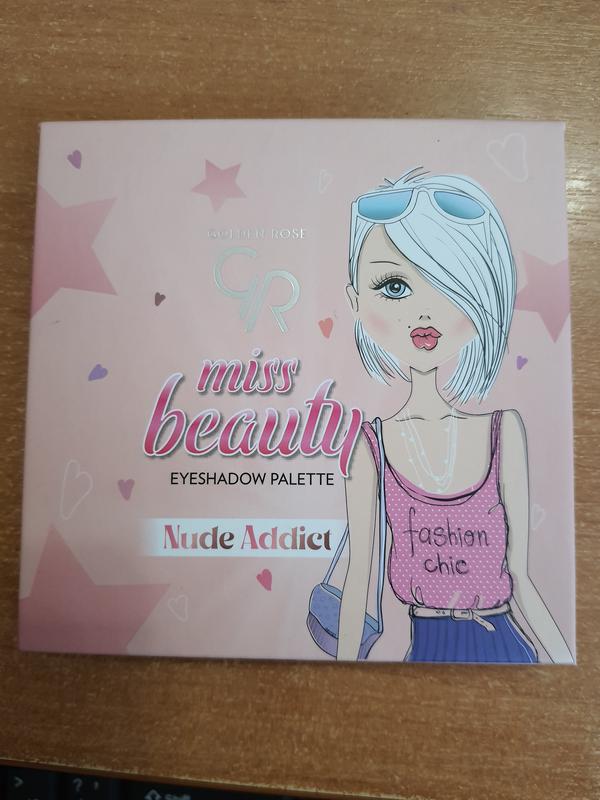 GOLDEN ROSE
GR
miss
beauty
EYESHADOW PALETTE
Nude Addict
fashion
chic